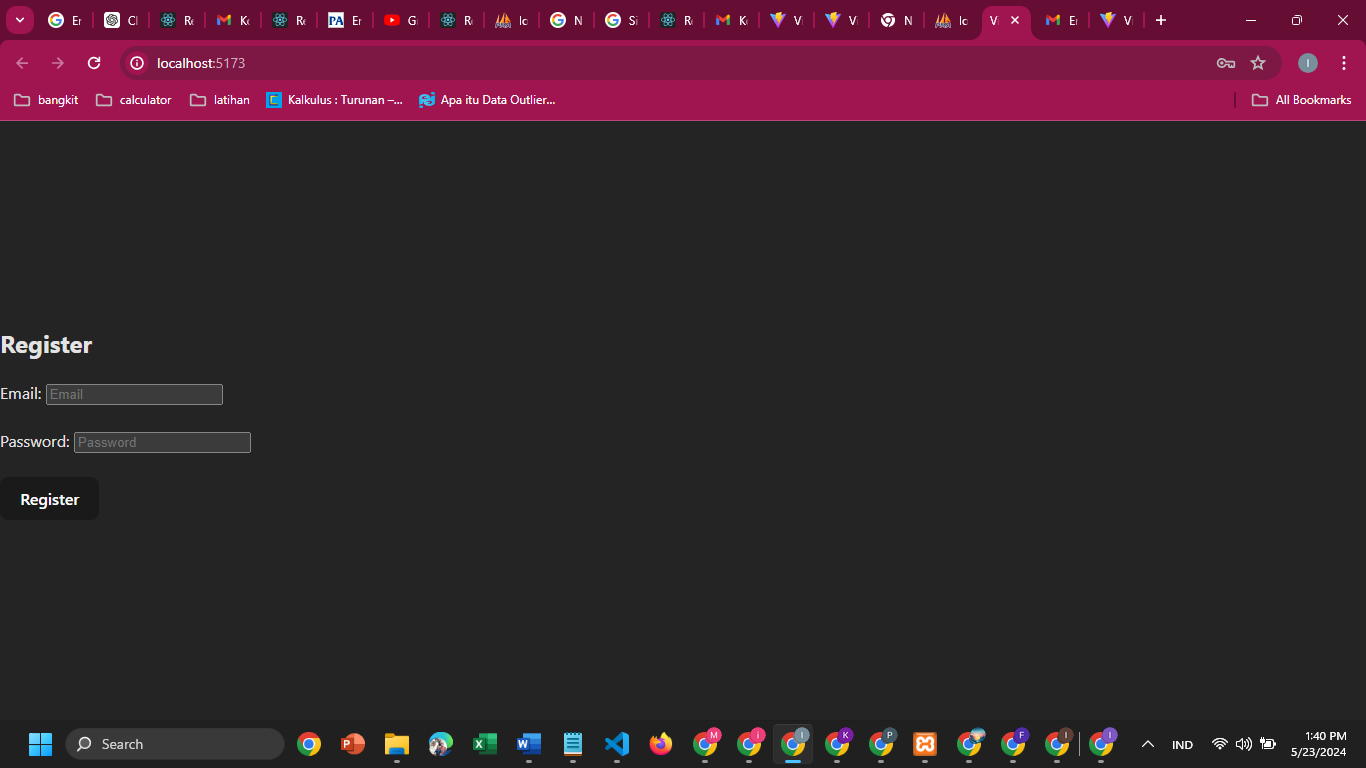 Er Cl Re Ke Re Er Gi Re Ic N Si Re Ke Vi Vi N Ic Vi Er Vi
localhost:5173
I
bangkit calculator latihan Kalkulus : Turunan –... Apa itu Data Outlier... All Bookmarks
Register
Email: Email
Password: Password
Register
Search IND 1:40 PM
5/23/2024